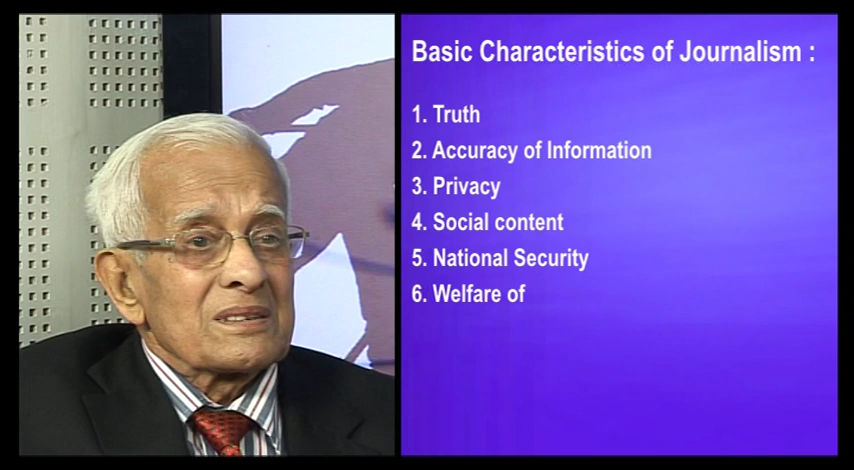 Basic Characteristics of Journalism :
1. Truth
2. Accuracy of Information
3. Privacy
4. Social content
5. National Security
6. Welfare of